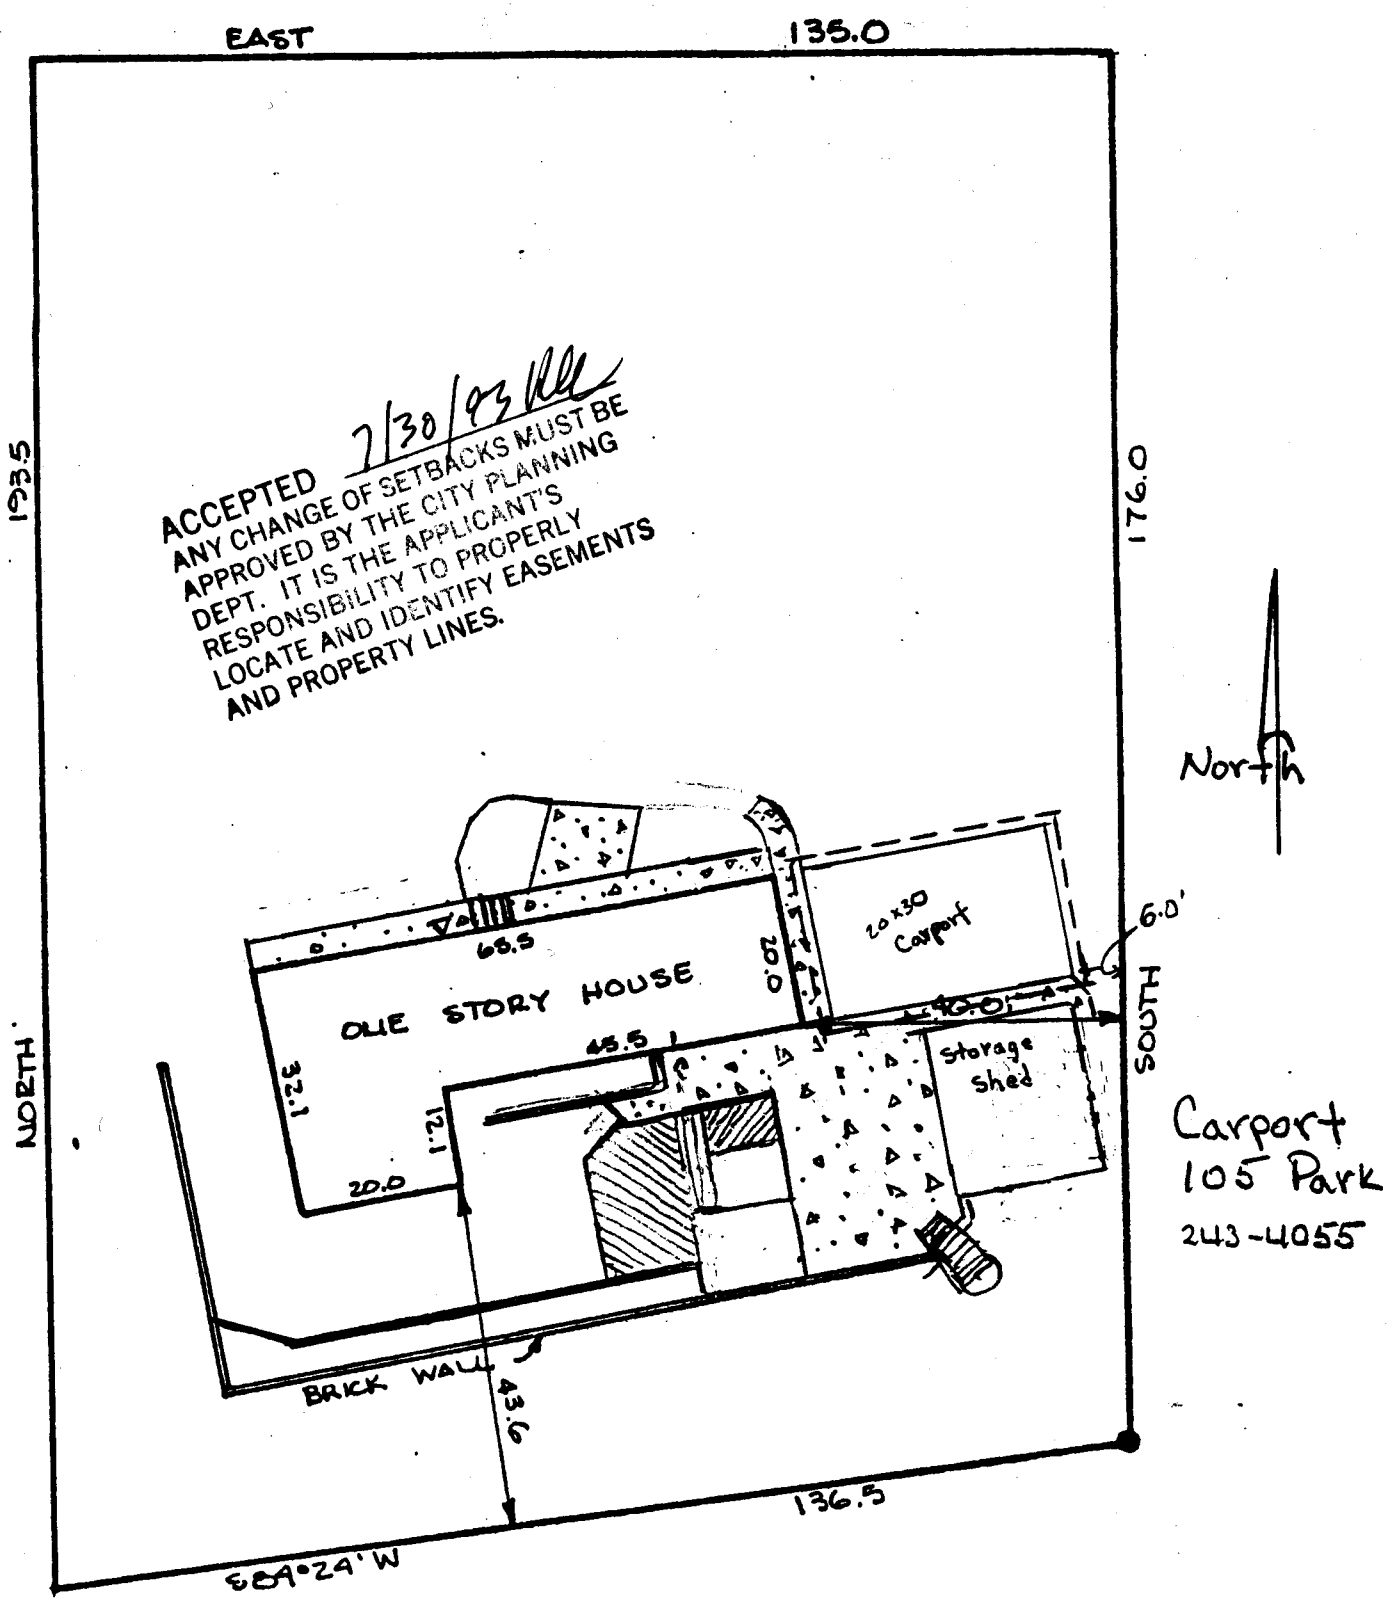 EAST
135.0
193.5
176.0
ACCEPTED 7/30/93
ANY CHANGE OF SETBACKS MUST BE
APPROVED BY THE CITY PLANNING
DEPT. IT IS THE APPLICANT'S
RESPONSIBILITY TO PROPERLY
LOCATE AND IDENTIFY EASEMENTS
AND PROPERTY LINES.
North
20x30
Carport
6.0'
65.5
20.0
ONE STORY HOUSE
40.0
SOUTH
45.5
Storage
Shed
NORTH
32.1
12.1
20.0
Carport
105 Park
243-4055
BRICK WALL
43.6
136.5
S84°24'W